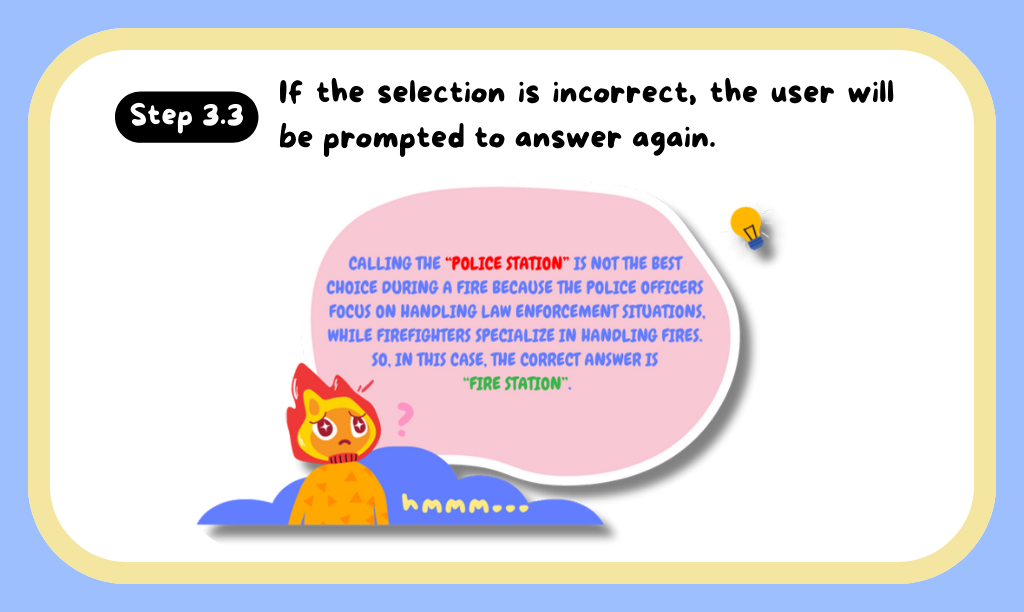 Step 3.3
If the selection is incorrect, the user will
be prompted to answer again.
CALLING THE “POLICE STATION” IS NOT THE BEST
CHOICE DURING A FIRE BECAUSE THE POLICE OFFICERS
FOCUS ON HANDLING LAW ENFORCEMENT SITUATIONS,
WHILE FIREFIGHTERS SPECIALIZE IN HANDLING FIRES.
SO, IN THIS CASE, THE CORRECT ANSWER IS
“FIRE STATION”.
?
hmmm...